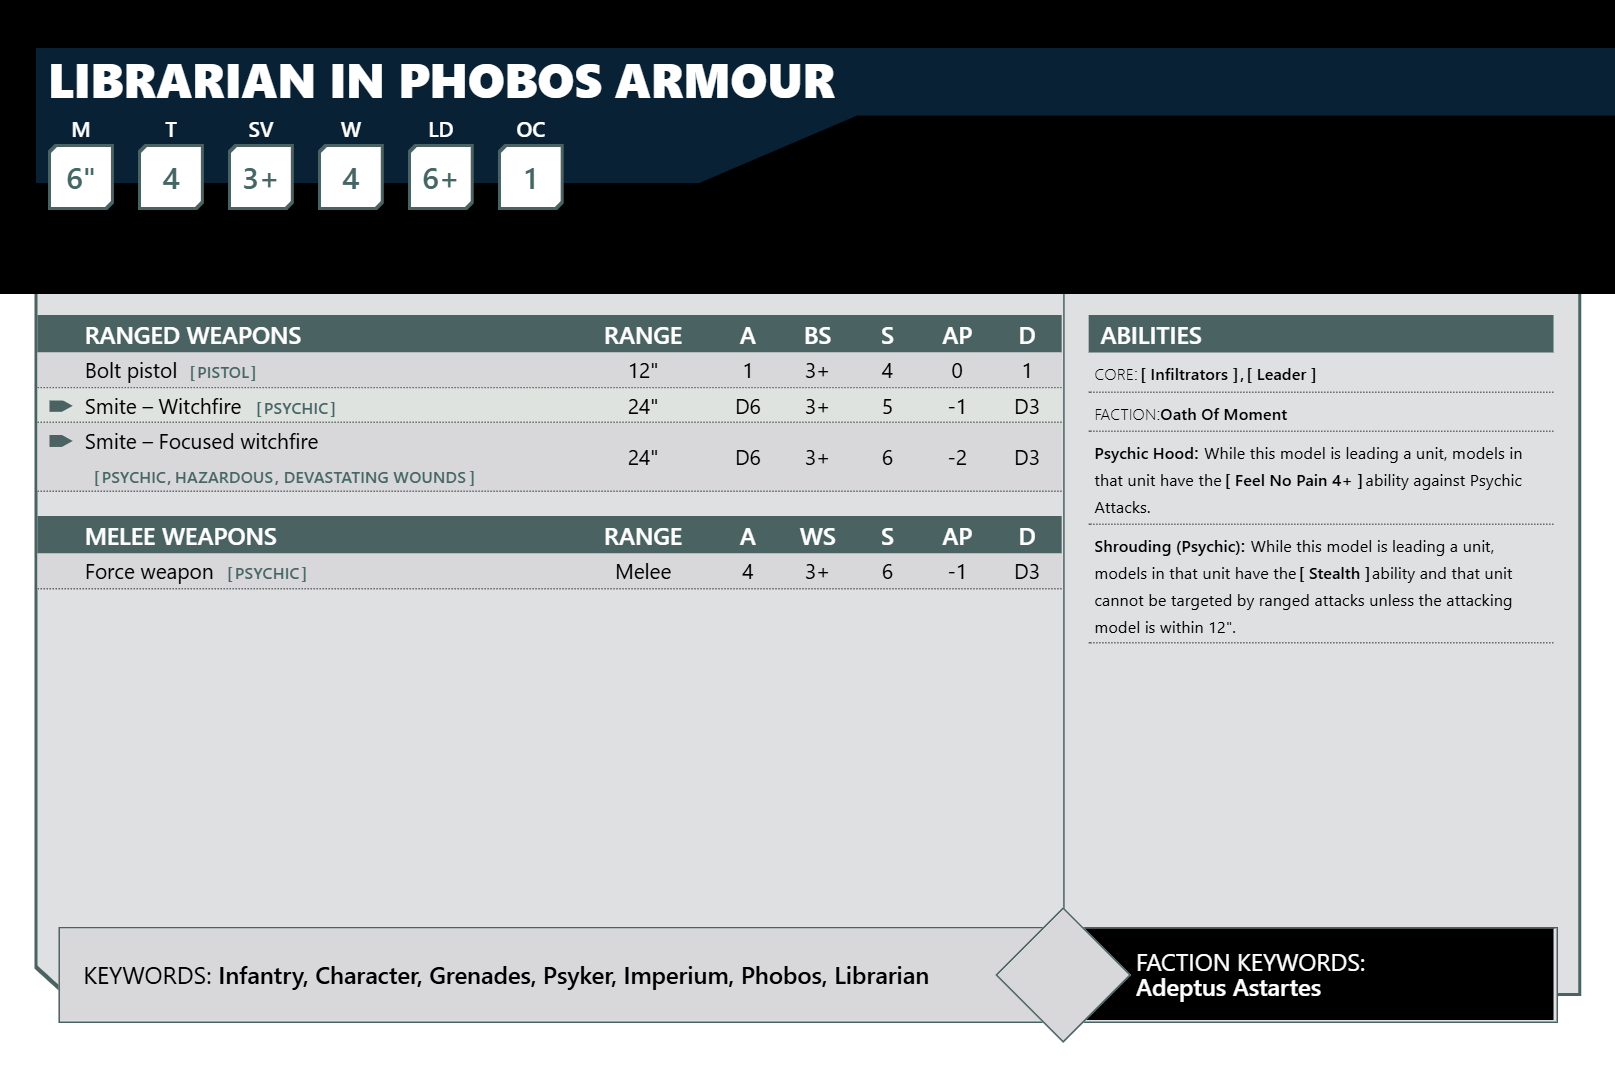 LIBRARIAN IN PHOBOS ARMOUR
M T SV W LD OC
6" 4 3+ 4 6+ 1
RANGED WEAPONS RANGE A BS S AP D
Bolt pistol [PISTOL] 12" 1 3+ 4 0 1
Smite – Witchfire [PSYCHIC] 24" D6 3+ 5 -1 D3
Smite – Focused witchfire
[PSYCHIC, HAZARDOUS, DEVASTATING WOUNDS] 24" D6 3+ 6 -2 D3
MELEE WEAPONS RANGE A WS S AP D
Force weapon [PSYCHIC] Melee 4 3+ 6 -1 D3
ABILITIES
CORE: [ Infiltrators ], [ Leader ]
FACTION:Oath Of Moment
Psychic Hood: While this model is leading a unit, models in
that unit have the [ Feel No Pain 4+ ] ability against Psychic
Attacks.
Shrouding (Psychic): While this model is leading a unit,
models in that unit have the [ Stealth ] ability and that unit
cannot be targeted by ranged attacks unless the attacking
model is within 12".
KEYWORDS: Infantry, Character, Grenades, Psyker, Imperium, Phobos, Librarian
FACTION KEYWORDS:
Adeptus Astartes